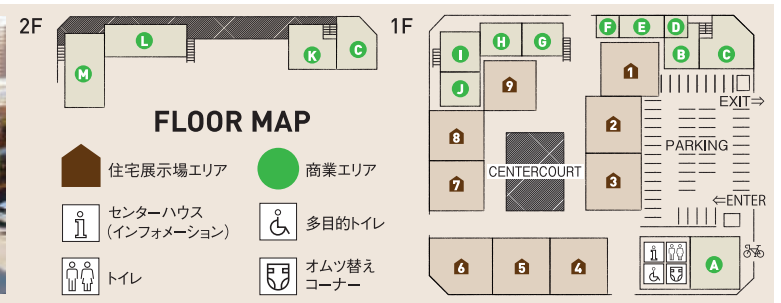 2F
L
K
C
M
FLOOR MAP
住宅展示場エリア
商業エリア
センターハウス
(インフォメーション)
多目的トイレ
トイレ
オムツ替え
コーナー
1F
F
E
D
I
H
G
B
C
J
9
1
EXIT⇒
8
2
PARKING
CENTERCOURT
7
3
⇐ENTER
6
5
4
A